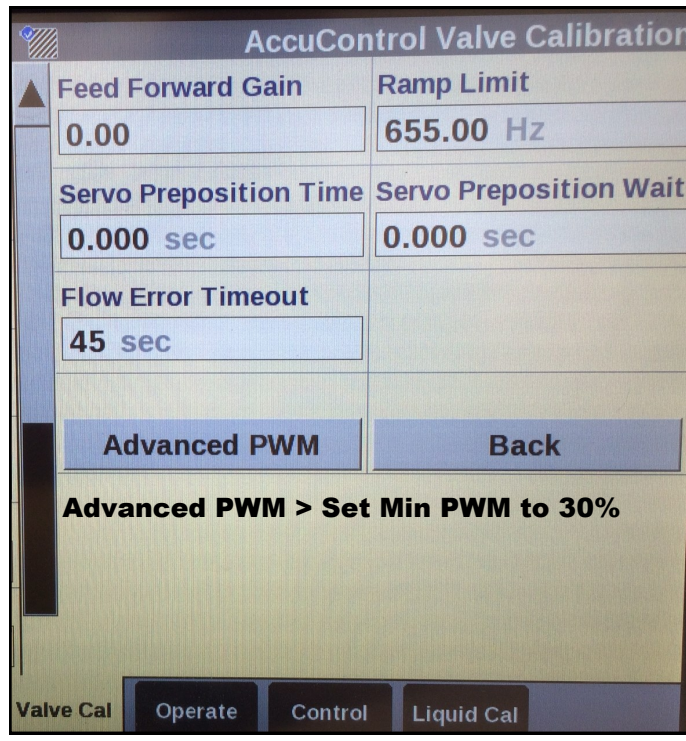 AccuControl Valve Calibration
Feed Forward Gain
Ramp Limit
0.00
655.00 Hz
Servo Preposition Time
Servo Preposition Wait
0.000 sec
0.000 sec
Flow Error Timeout
45 sec
Advanced PWM
Back
Advanced PWM > Set Min PWM to 30%
Valve Cal
Operate
Control
Liquid Cal